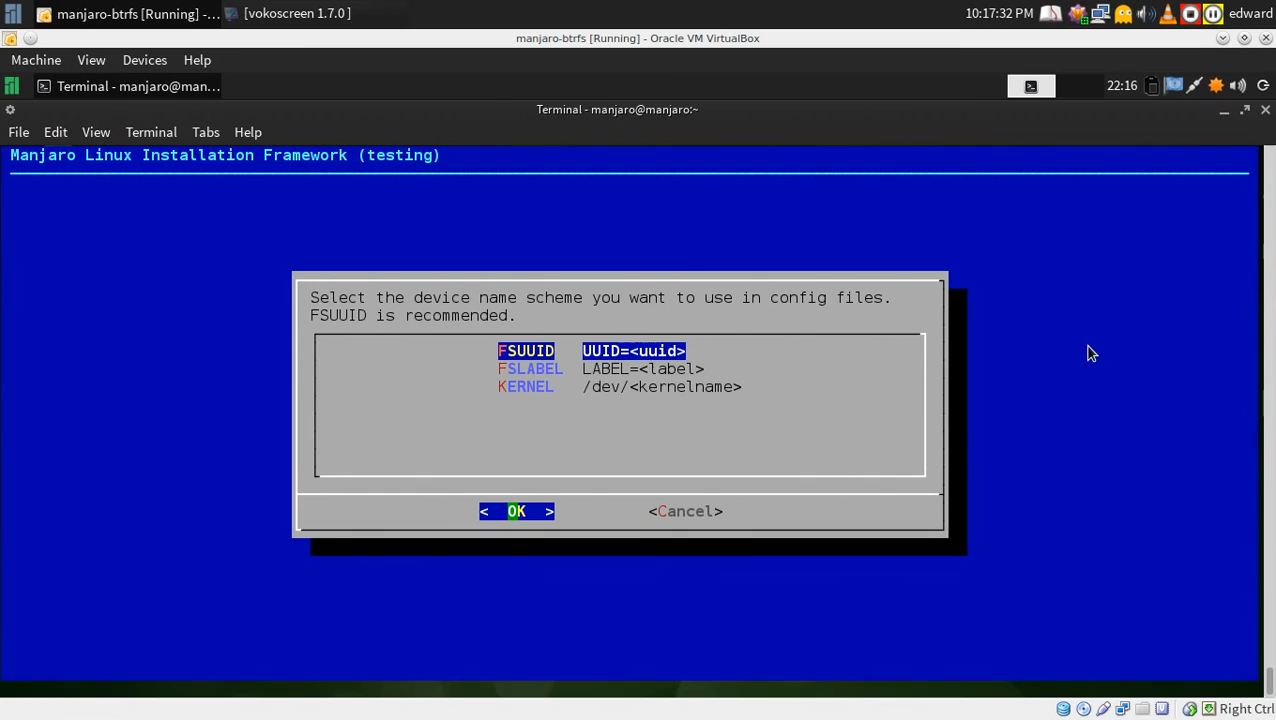 manjaro-btrfs [Running] -...
[vokoscreen 1.7.0 ]
10:17:32 PM
edward
manjaro-btrfs [Running] - Oracle VM VirtualBox
Machine View Devices Help
Terminal - manjaro@man...
22:16
Terminal - manjaro@manjaro:~
File Edit View Terminal Tabs Help
Manjaro Linux Installation Framework (testing)
Select the device name scheme you want to use in config files.
FSUUID is recommended.
FSUUID UUID=<uuid>
FSLABEL LABEL=<label>
KERNEL /dev/<kernelname>
< OK > <Cancel>
Right Ctrl